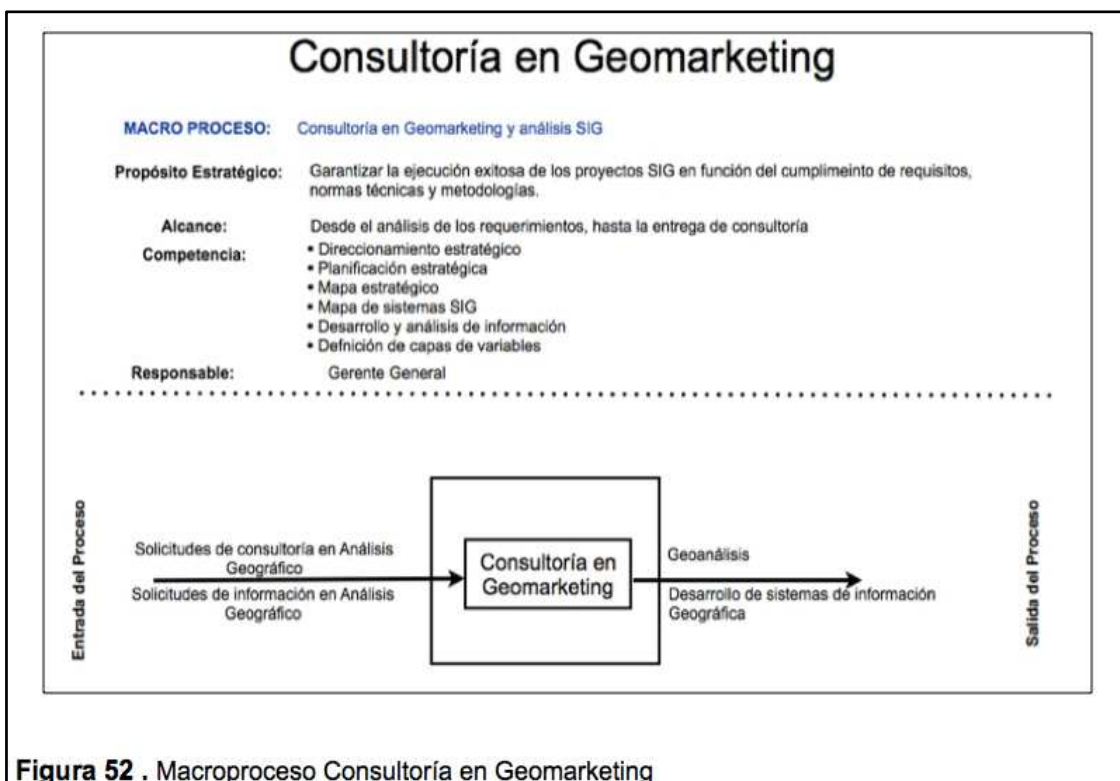 Consultoría en Geomarketing
MACRO PROCESO: Consultoría en Geomarketing y análisis SIG
Propósito Estratégico: Garantizar la ejecución exitosa de los proyectos SIG en función del cumplimeinto de requisitos,
normas técnicas y metodologías.
Alcance: Desde el análisis de los requerimientos, hasta la entrega de consultoría
Competencia: • Direccionamiento estratégico
• Planificación estratégica
• Mapa estratégico
• Mapa de sistemas SIG
• Desarrollo y análisis de información
• Defnición de capas de variables
Responsable: Gerente General
Entrada del Proceso
Solicitudes de consultoría en Análisis
Geográfico
Solicitudes de información en Análisis
Geográfico
Consultoría en
Geomarketing
Geoanálisis
Desarrollo de sistemas de información
Geográfica
Salida del Proceso
Figura 52 . Macroproceso Consultoría en Geomarketing